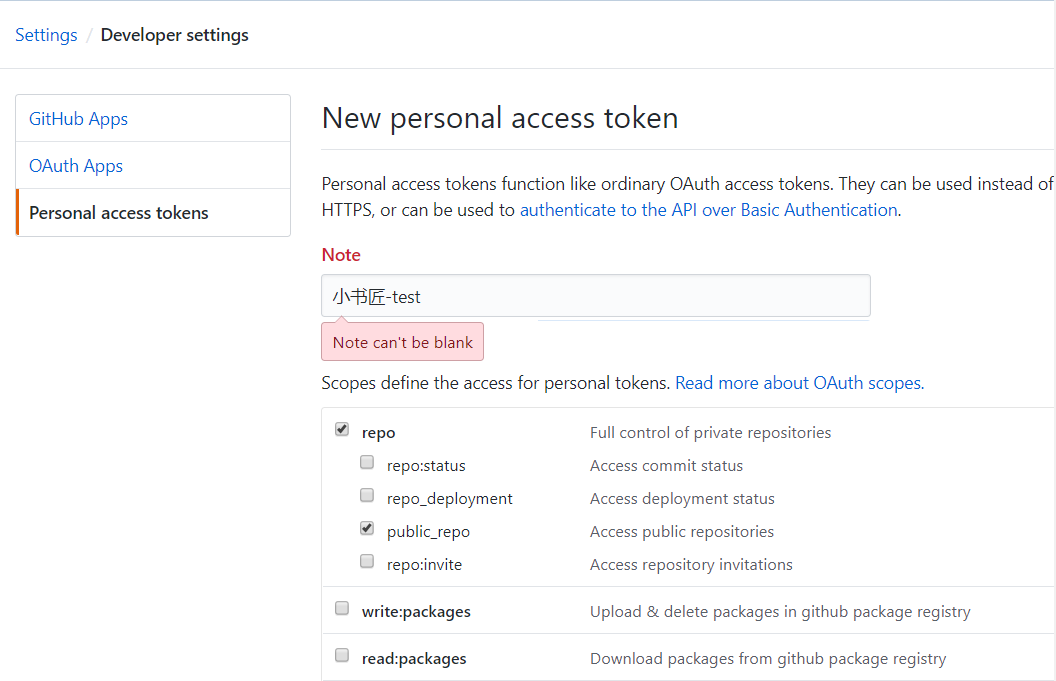 Settings / Developer settings
GitHub Apps
OAuth Apps
Personal access tokens
New personal access token
Personal access tokens function like ordinary OAuth access tokens. They can be used instead of
HTTPS, or can be used to authenticate to the API over Basic Authentication.
Note
小书匠-test
Note can't be blank
Scopes define the access for personal tokens. Read more about OAuth scopes.
repo Full control of private repositories
repo:status Access commit status
repo_deployment Access deployment status
public_repo Access public repositories
repo:invite Access repository invitations
write:packages Upload & delete packages in github package registry
read:packages Download packages from github package registry